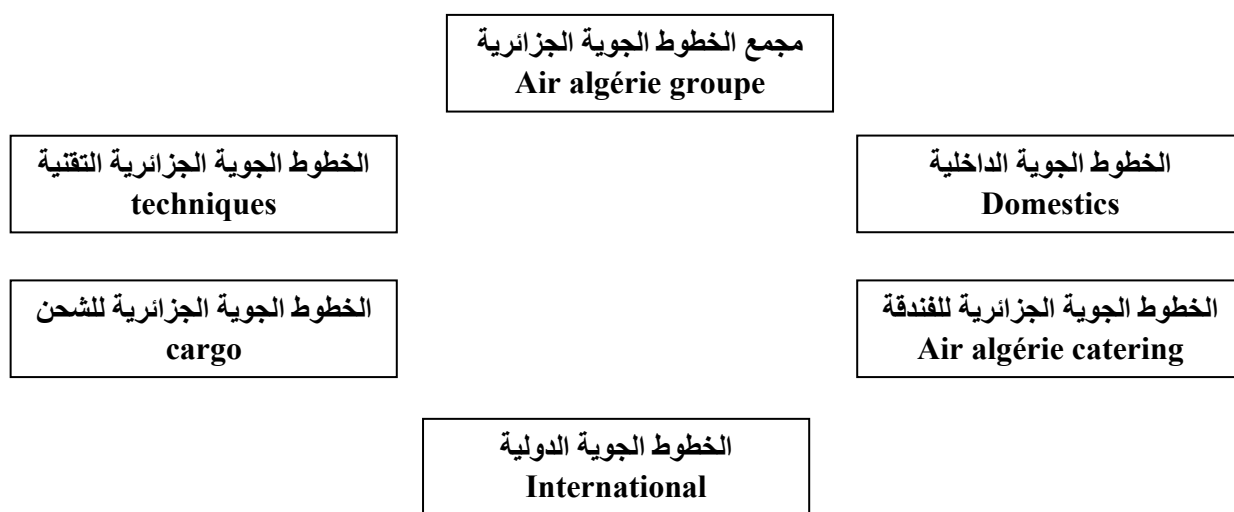 مجمع الخطوط الجوية الجزائرية
Air algérie groupe
الخطوط الجوية الداخلية
Domestics
الخطوط الجوية الجزائرية التقنية
techniques
الخطوط الجوية الجزائرية للفندقة
Air algérie catering
الخطوط الجوية الجزائرية للشحن
cargo
الخطوط الجوية الدولية
International